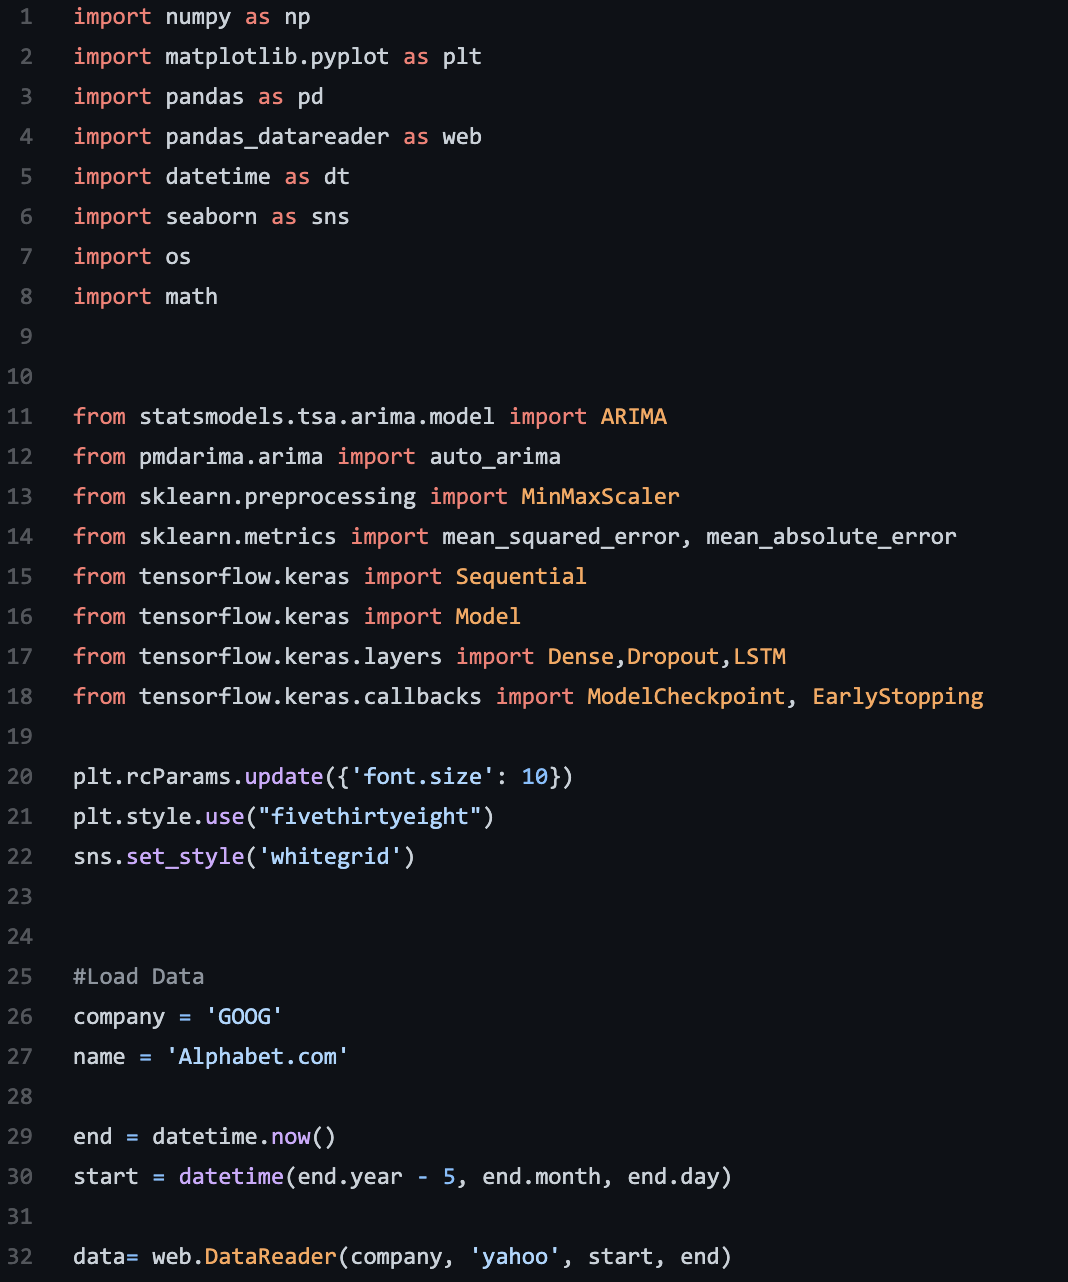 1 import numpy as np
2 import matplotlib.pyplot as plt
3 import pandas as pd
4 import pandas_datareader as web
5 import datetime as dt
6 import seaborn as sns
7 import os
8 import math
9
10
11 from statsmodels.tsa.arima.model import ARIMA
12 from pmdarima.arima import auto_arima
13 from sklearn.preprocessing import MinMaxScaler
14 from sklearn.metrics import mean_squared_error, mean_absolute_error
15 from tensorflow.keras import Sequential
16 from tensorflow.keras import Model
17 from tensorflow.keras.layers import Dense,Dropout,LSTM
18 from tensorflow.keras.callbacks import ModelCheckpoint, EarlyStopping
19
20 plt.rcParams.update({'font.size': 10})
21 plt.style.use("fivethirtyeight")
22 sns.set_style('whitegrid')
23
24
25 #Load Data
26 company = 'GOOG'
27 name = 'Alphabet.com'
28
29 end = datetime.now()
30 start = datetime(end.year - 5, end.month, end.day)
31
32 data= web.DataReader(company, 'yahoo', start, end)